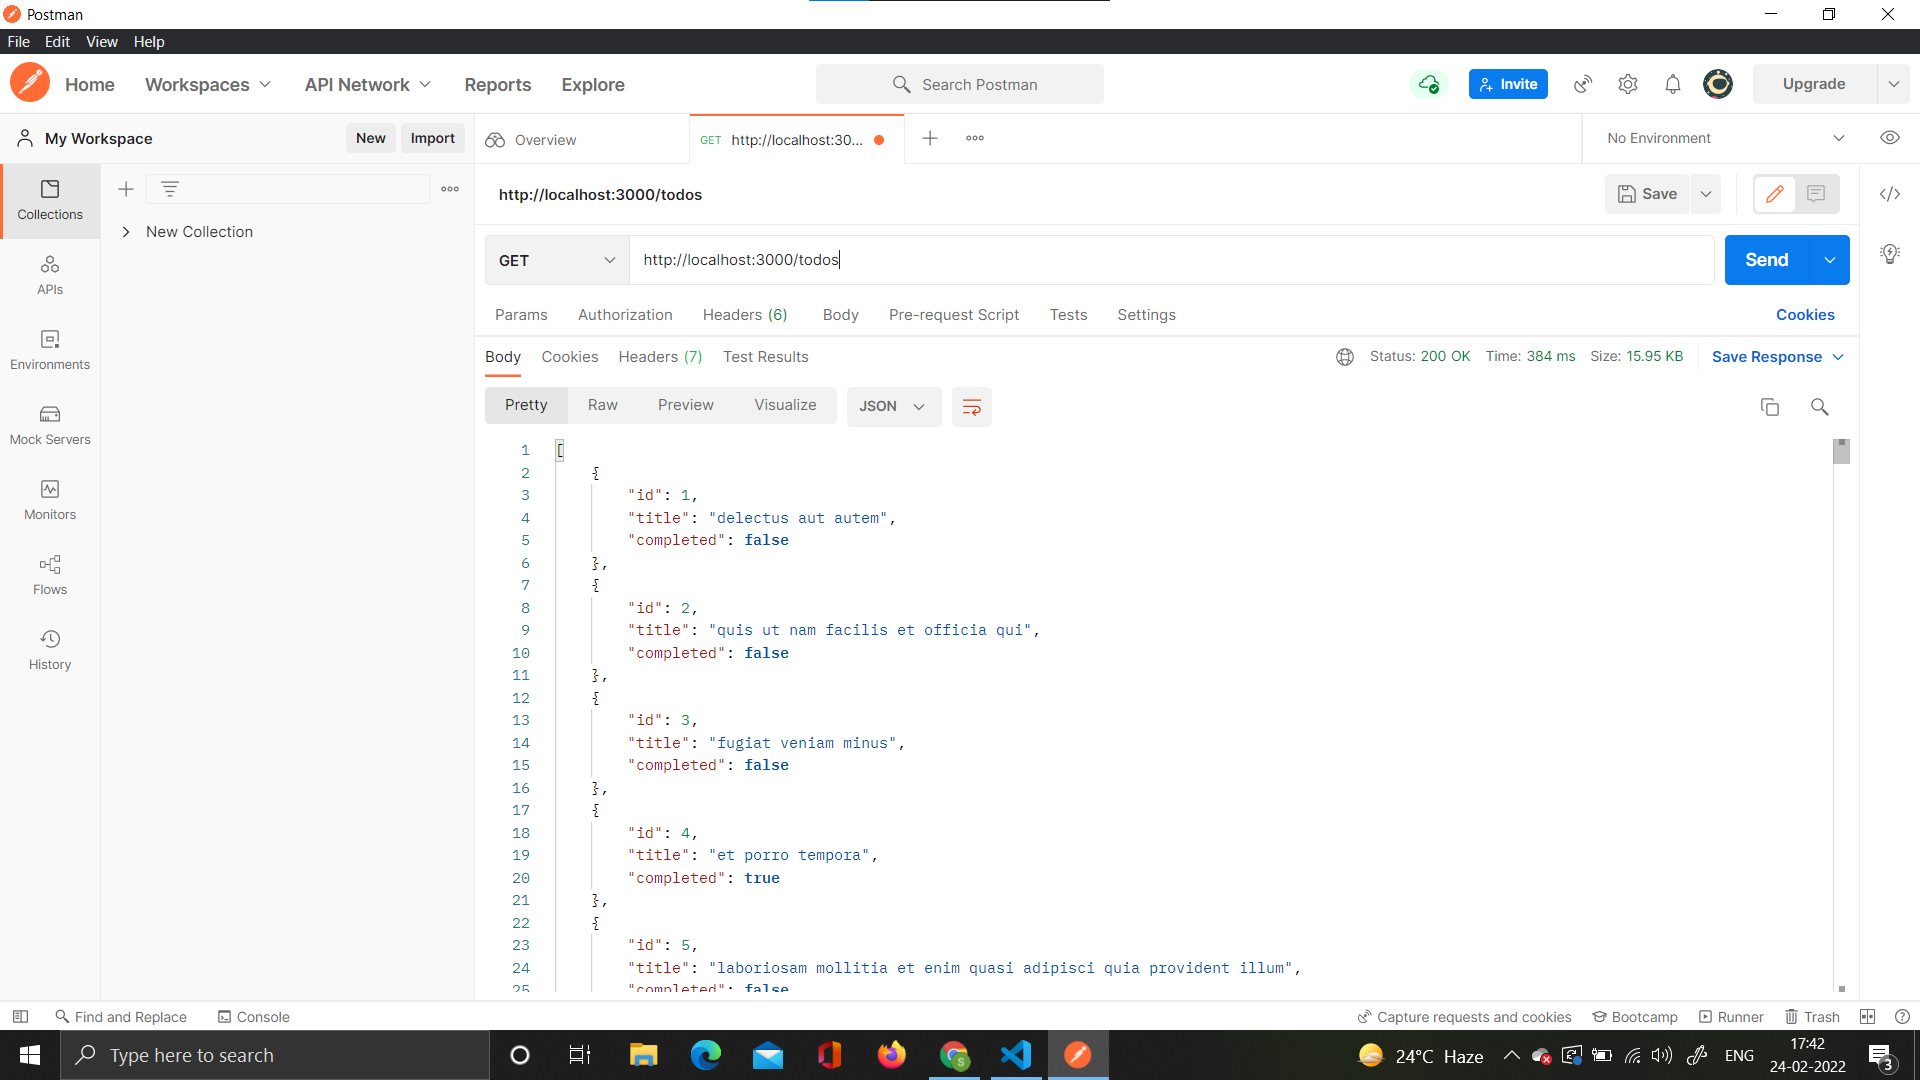 Postman
File Edit View Help
Home Workspaces API Network Reports Explore Search Postman Invite Upgrade
My Workspace New Import Overview GET http://localhost:30... No Environment
Collections
APIs
Environments
Mock Servers
Monitors
Flows
History
New Collection
http://localhost:3000/todos Save
GET http://localhost:3000/todos Send
Params Authorization Headers (6) Body Pre-request Script Tests Settings Cookies
Body Cookies Headers (7) Test Results Status: 200 OK Time: 384 ms Size: 15.95 KB Save Response
Pretty Raw Preview Visualize JSON
1 [
2 {
3 "id": 1,
4 "title": "delectus aut autem",
5 "completed": false
6 },
7 {
8 "id": 2,
9 "title": "quis ut nam facilis et officia qui",
10 "completed": false
11 },
12 {
13 "id": 3,
14 "title": "fugiat veniam minus",
15 "completed": false
16 },
17 {
18 "id": 4,
19 "title": "et porro tempora",
20 "completed": true
21 },
22 {
23 "id": 5,
24 "title": "laboriosam mollitia et enim quasi adipisci quia provident illum",
25 "completed": false
Find and Replace Console Capture requests and cookies Bootcamp Runner Trash
Type here to search 24°C Haze ENG 17:42
24-02-2022 3